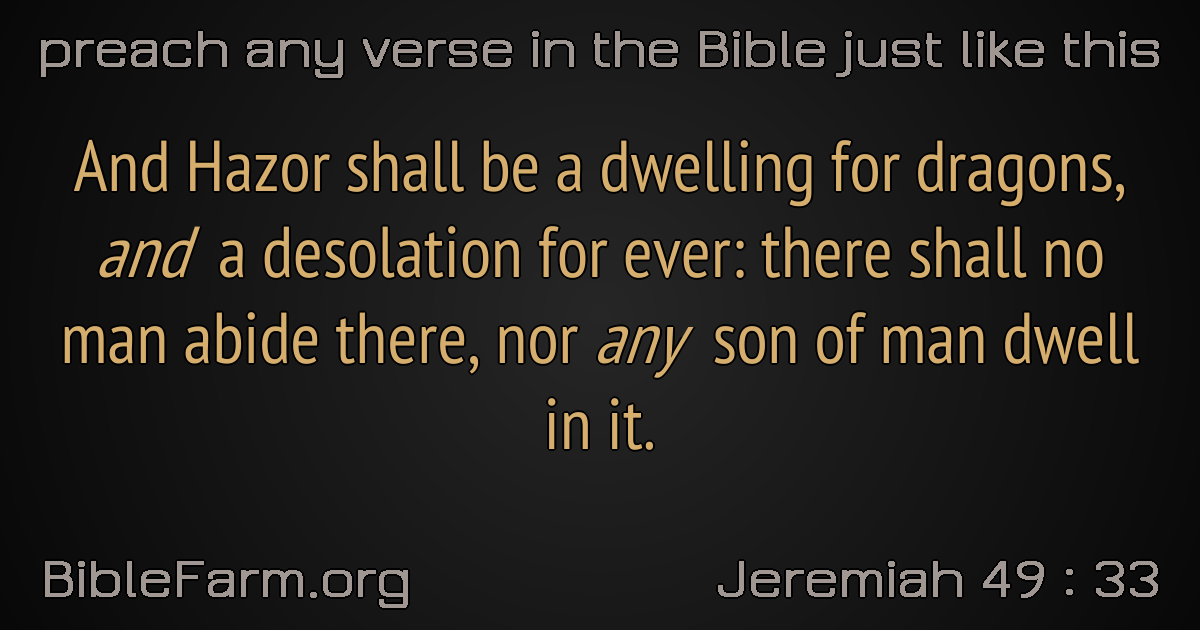 preach any verse in the Bible just like this
And Hazor shall be a dwelling for dragons,
and a desolation for ever: there shall no
man abide there, nor any son of man dwell
in it.
BibleFarm.org
Jeremiah 49 : 33